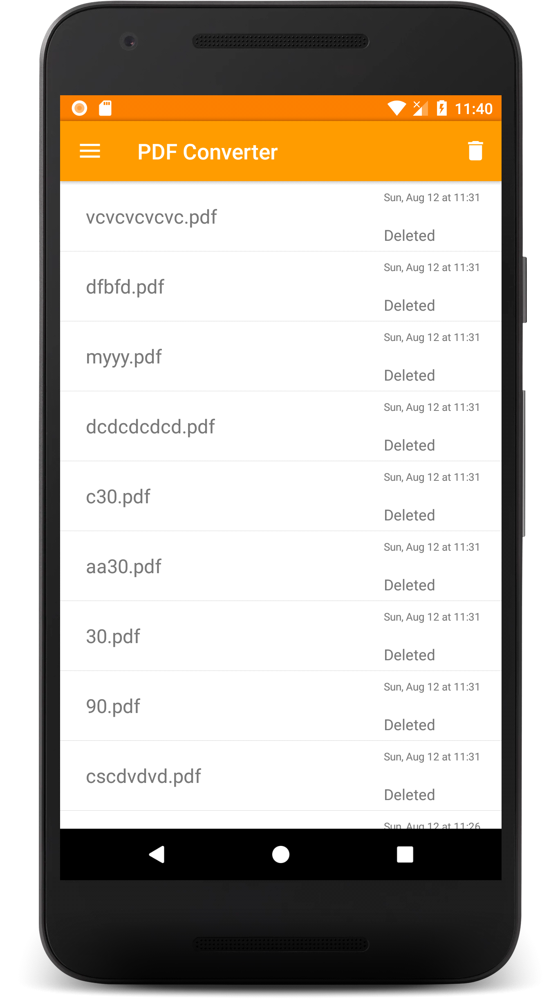 11:40
PDF Converter
Sun, Aug 12 at 11:31
vcvcvcvcvc.pdf
Deleted
Sun, Aug 12 at 11:31
dfbfd.pdf
Deleted
Sun, Aug 12 at 11:31
myyy.pdf
Deleted
Sun, Aug 12 at 11:31
dcdcdcdcd.pdf
Deleted
Sun, Aug 12 at 11:31
c30.pdf
Deleted
Sun, Aug 12 at 11:31
aa30.pdf
Deleted
Sun, Aug 12 at 11:31
30.pdf
Deleted
Sun, Aug 12 at 11:31
90.pdf
Deleted
Sun, Aug 12 at 11:31
cscdvdvd.pdf
Deleted
Sun, Aug 12 at 11:26